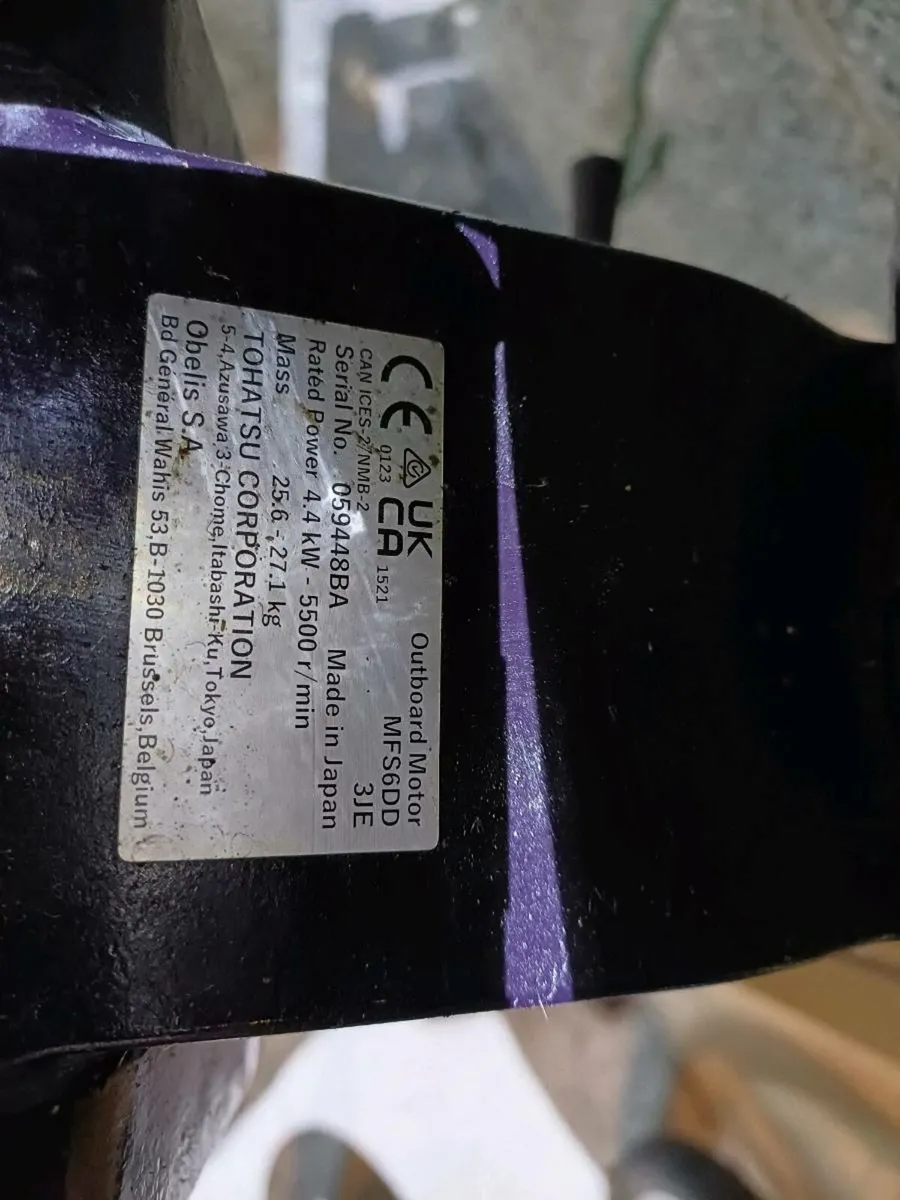 CE 0123 UK CA 1521 Outboard Motor
MFS6DD
CAN ICES-2/NMB-2 3JE
Serial No. 059448BA Made in Japan
Rated Power 4.4 kW - 5500 r/min
Mass 25.6 - 27.1 kg
TOHATSU CORPORATION
5-4,Azusawa 3-Chome,Itabashi-Ku,Tokyo,Japan
Obelis S.A
Bd Général Wahis 53,B-1030 Brussels,Belgium